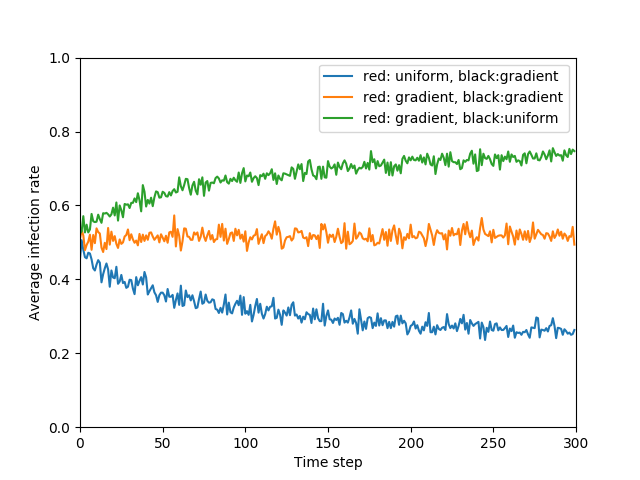 1.0
0.8
0.6
0.4
0.2
0.0
Average infection rate
red: uniform, black:gradient
red: gradient, black:gradient
red: gradient, black:uniform
0 50 100 150 200 250 300
Time step